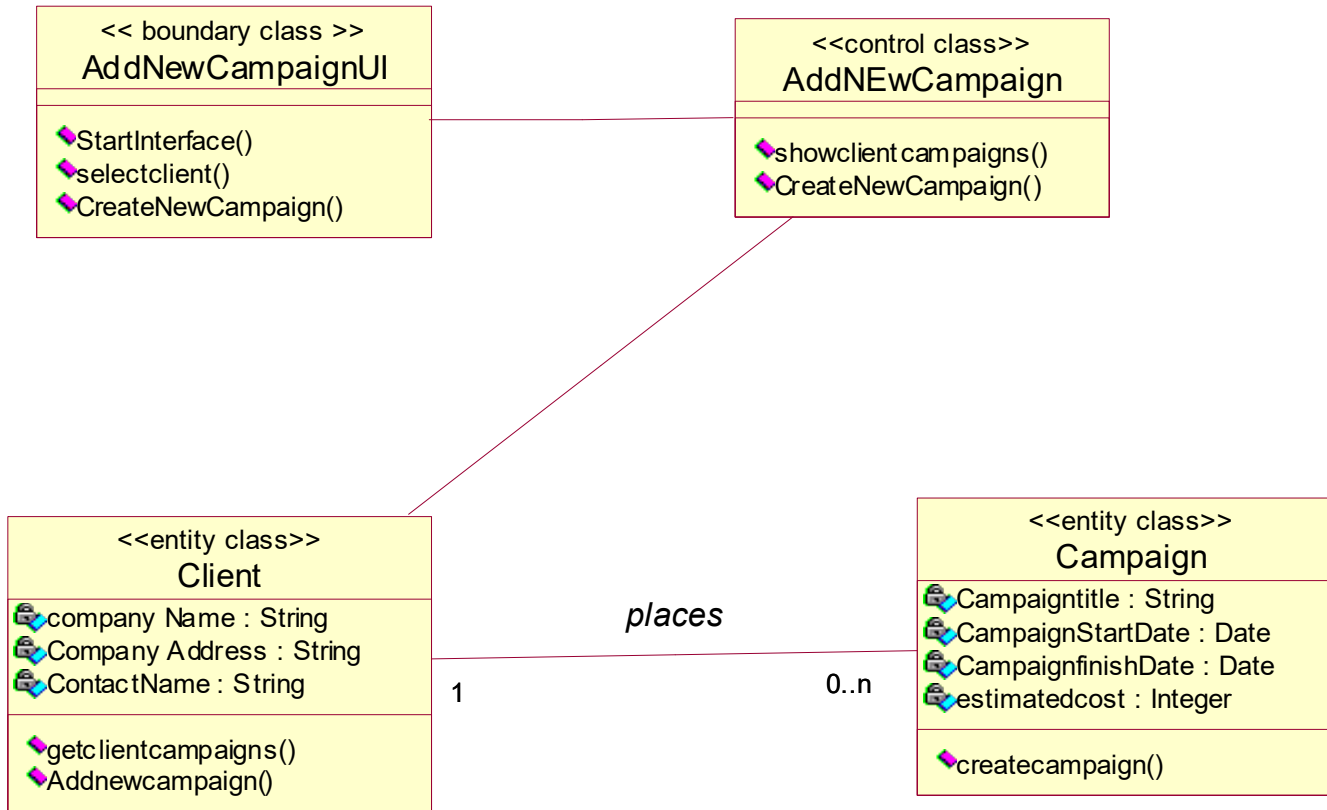 << boundary class >>
AddNewCampaignUI
StartInterface()
selectclient()
CreateNewCampaign()
<<control class>>
AddNEwCampaign
showclientcampaigns()
CreateNewCampaign()
<<entity class>>
Client
company Name : String
Company Address : String
ContactName : String
getclientcampaigns()
Addnewcampaign()
places
1
0..n
<<entity class>>
Campaign
Campaigntitle : String
CampaignStartDate : Date
CampaignfinishDate : Date
estimatedcost : Integer
createcampaign()